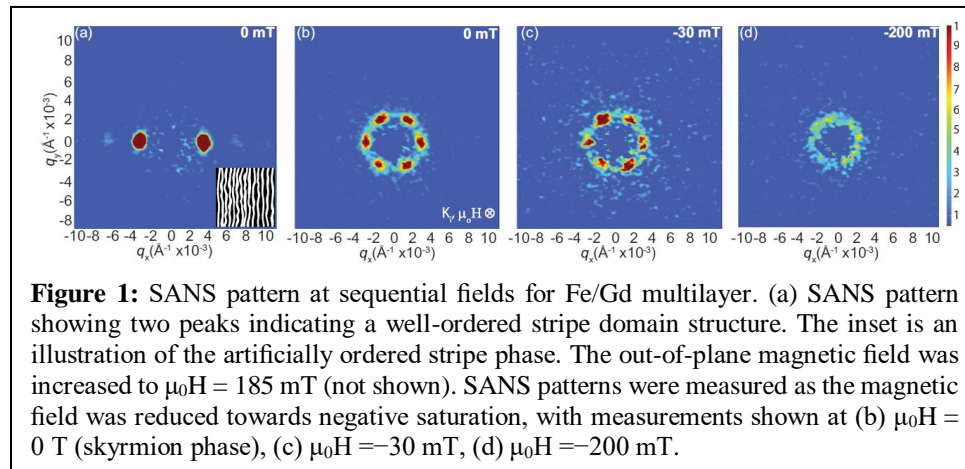 (a) 0 mT (b) 0 mT (c) -30 mT (d) -200 mT
10 8 6 4 2 0 -2 -4 -6 -8
qy(Å-1 x10-3)
K, μoH ⊗
-10-8 -6 -4 -2 0 2 4 6 8 10 -10-8 -6 -4 -2 0 2 4 6 8 10 -10-8 -6 -4 -2 0 2 4 6 8 10 -10-8 -6 -4 -2 0 2 4 6 8 10
qx(Å-1 x10-3) qx(Å-1 x10-3) qx(Å-1 x10-3) qx(Å-1 x10-3)
1 9 8 7 6 5 4 3 2 1
Figure 1: SANS pattern at sequential fields for Fe/Gd multilayer. (a) SANS pattern
showing two peaks indicating a well-ordered stripe domain structure. The inset is an
illustration of the artificially ordered stripe phase. The out-of-plane magnetic field was
increased to μ0H = 185 mT (not shown). SANS patterns were measured as the magnetic
field was reduced towards negative saturation, with measurements shown at (b) μ0H =
0 T (skyrmion phase), (c) μ0H =−30 mT, (d) μ0H =−200 mT.